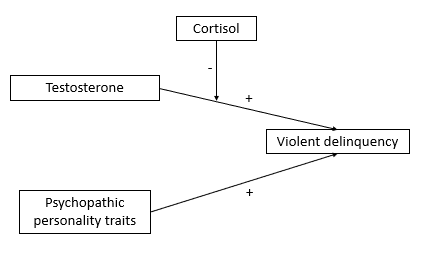 Cortisol
-
Testosterone
+
Violent delinquency
Psychopathic
personality traits
+